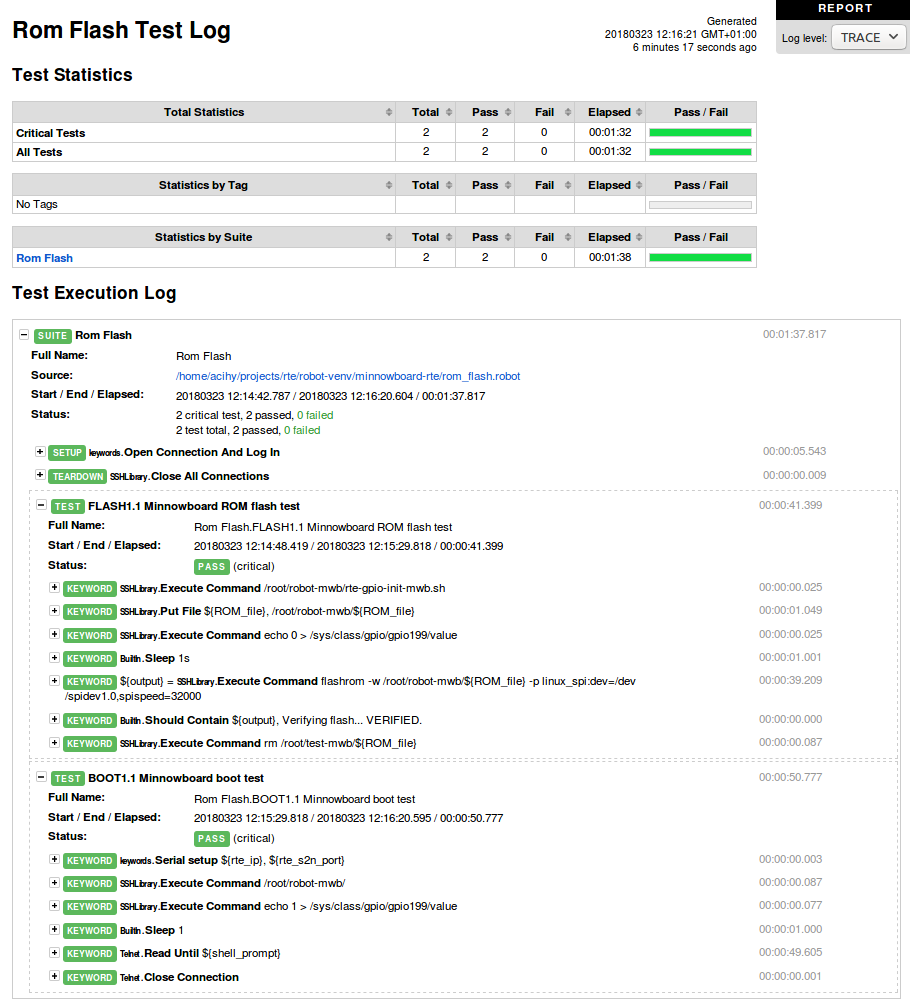 REPORT
Log level: TRACE
Rom Flash Test Log
Generated
20180323 12:16:21 GMT+01:00
6 minutes 17 seconds ago
Test Statistics
Total Statistics Total Pass Fail Elapsed Pass / Fail
Critical Tests 2 2 0 00:01:32
All Tests 2 2 0 00:01:32
Statistics by Tag Total Pass Fail Elapsed Pass / Fail
No Tags
Statistics by Suite Total Pass Fail Elapsed Pass / Fail
Rom Flash 2 2 0 00:01:38
Test Execution Log
SUITE Rom Flash 00:01:37.817
Full Name: Rom Flash
Source: /home/acihy/projects/rte/robot-venv/minnowboard-rte/rom_flash.robot
Start / End / Elapsed: 20180323 12:14:42.787 / 20180323 12:16:20.604 / 00:01:37.817
Status: 2 critical test, 2 passed, 0 failed
2 test total, 2 passed, 0 failed
SETUP keywords.Open Connection And Log In 00:00:05.543
TEARDOWN SSHLibrary.Close All Connections 00:00:00.009
TEST FLASH1.1 Minnowboard ROM flash test 00:00:41.399
Full Name: Rom Flash.FLASH1.1 Minnowboard ROM flash test
Start / End / Elapsed: 20180323 12:14:48.419 / 20180323 12:15:29.818 / 00:00:41.399
Status: PASS (critical)
KEYWORD SSHLibrary.Execute Command /root/robot-mwb/rte-gpio-init-mwb.sh 00:00:00.025
KEYWORD SSHLibrary.Put File ${ROM_file}, /root/robot-mwb/${ROM_file} 00:00:01.049
KEYWORD SSHLibrary.Execute Command echo 0 > /sys/class/gpio/gpio199/value 00:00:00.025
KEYWORD BuiltIn.Sleep 1s 00:00:01.001
KEYWORD ${output} = SSHLibrary.Execute Command flashrom -w /root/robot-mwb/${ROM_file} -p linux_spi:dev=/dev 00:00:39.209
/spidev1.0,spispeed=32000
KEYWORD BuiltIn.Should Contain ${output}, Verifying flash... VERIFIED. 00:00:00.000
KEYWORD SSHLibrary.Execute Command rm /root/test-mwb/${ROM_file} 00:00:00.087
TEST BOOT1.1 Minnowboard boot test 00:00:50.777
Full Name: Rom Flash.BOOT1.1 Minnowboard boot test
Start / End / Elapsed: 20180323 12:15:29.818 / 20180323 12:16:20.595 / 00:00:50.777
Status: PASS (critical)
KEYWORD keywords.Serial setup ${rte_ip}, ${rte_s2n_port} 00:00:00.003
KEYWORD SSHLibrary.Execute Command /root/robot-mwb/ 00:00:00.087
KEYWORD SSHLibrary.Execute Command echo 1 > /sys/class/gpio/gpio199/value 00:00:00.077
KEYWORD BuiltIn.Sleep 1 00:00:01.000
KEYWORD Telnet.Read Until ${shell_prompt} 00:00:49.605
KEYWORD Telnet.Close Connection 00:00:00.001